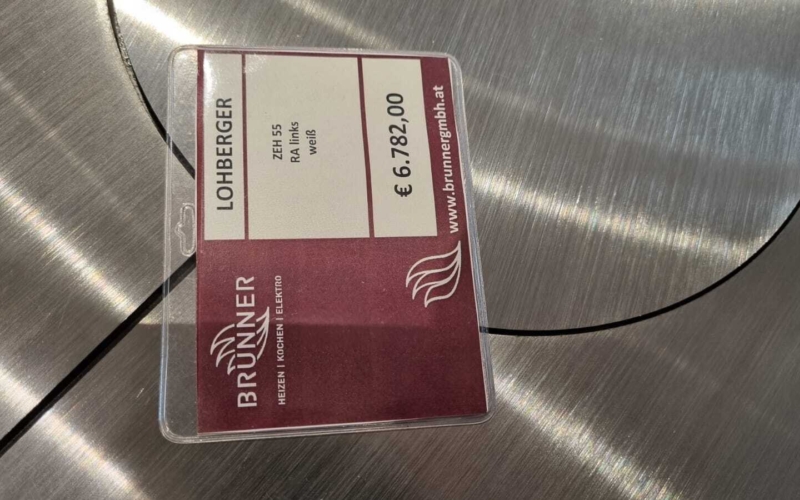 BRUNNER
HEIZEN | KOCHEN | ELEKTRO
LOHBERGER
ZEH 55
RA links
weiß
€ 6.782,00
www.brunnergmbh.at